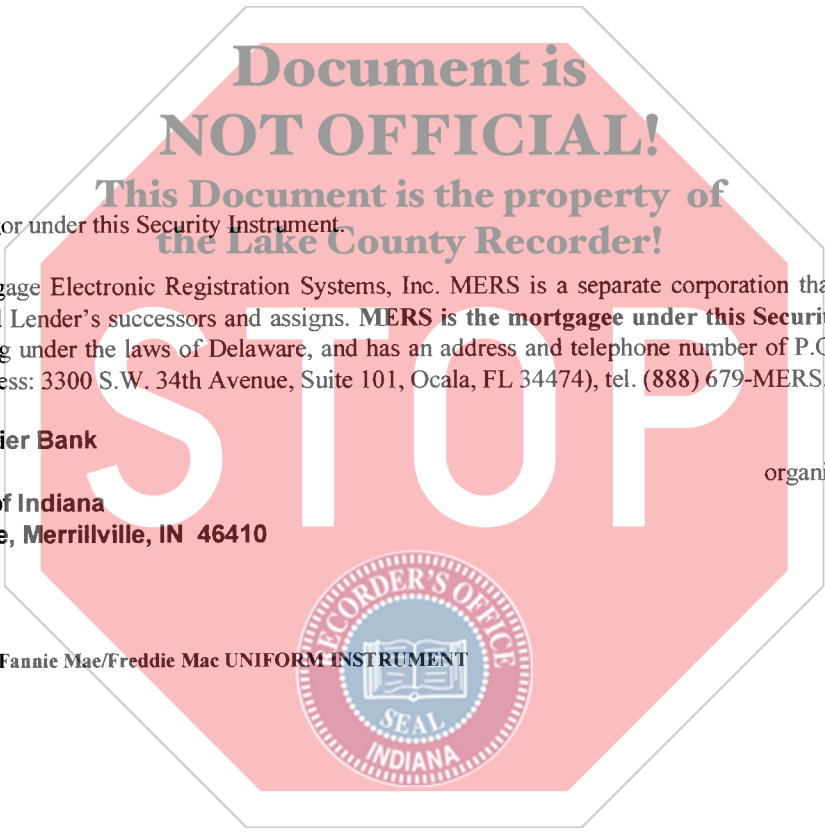 Document is
NOT OFFICIAL!
This Document is the property of
or under this Security Instrument.
the Lake County Recorder!
gage Electronic Registration Systems, Inc. MERS is a separate corporation tha
Lender's successors and assigns. MERS is the mortgagee under this Securit
g under the laws of Delaware, and has an address and telephone number of P.O
ess: 3300 S.W. 34th Avenue, Suite 101, Ocala, FL 34474), tel. (888) 679-MERS.
STOP
ier Bank
organi
of Indiana
e, Merrillville, IN 46410
RECORDER'S OFFICE
Fannie Mae/Freddie Mac UNIFORM INSTRUMENT
SEAL
INDIANA